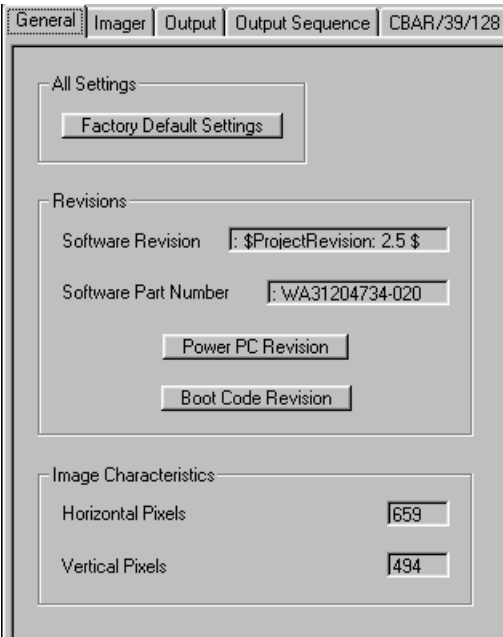 General Imager Output Output Sequence CBAR/39/128
All Settings
Factory Default Settings
Revisions
Software Revision : $ProjectRevision: 2.5 $
Software Part Number : WA31204734-020
Power PC Revision
Boot Code Revision
Image Characteristics
Horizontal Pixels 659
Vertical Pixels 494